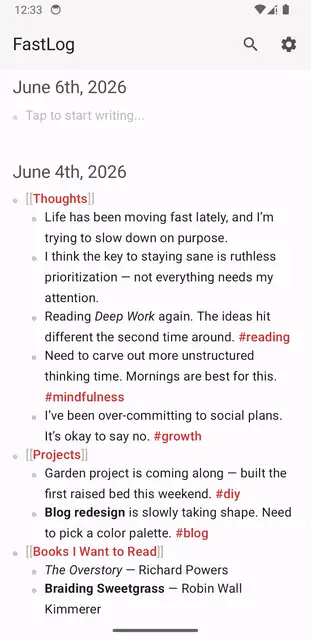 12:33
FastLog
June 6th, 2026
Tap to start writing...
June 4th, 2026
[[Thoughts]]
Life has been moving fast lately, and I’m
trying to slow down on purpose.
I think the key to staying sane is ruthless
prioritization — not everything needs my
attention.
Reading Deep Work again. The ideas hit
different the second time around. #reading
Need to carve out more unstructured
thinking time. Mornings are best for this.
#mindfulness
I’ve been over-committing to social plans.
It’s okay to say no. #growth
[[Projects]]
Garden project is coming along — built the
first raised bed this weekend. #diy
Blog redesign is slowly taking shape. Need
to pick a color palette. #blog
[[Books I Want to Read]]
The Overstory — Richard Powers
Braiding Sweetgrass — Robin Wall
Kimmerer